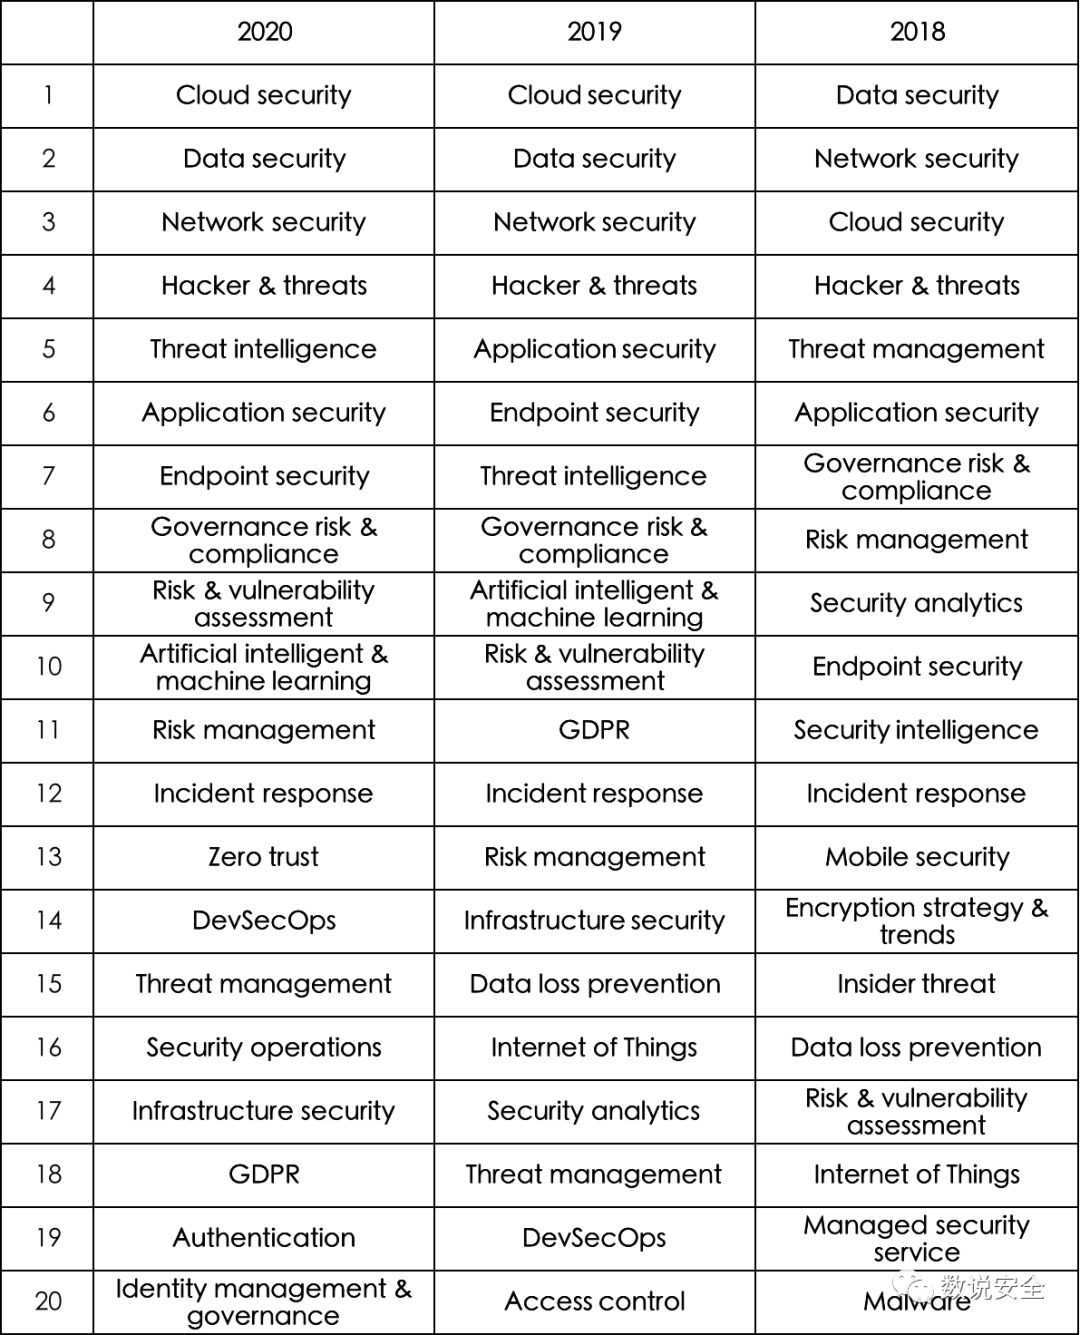 2020 2019 2018
1 Cloud security Cloud security Data security
2 Data security Data security Network security
3 Network security Network security Cloud security
4 Hacker & threats Hacker & threats Hacker & threats
5 Threat intelligence Application security Threat management
6 Application security Endpoint security Application security
7 Endpoint security Threat intelligence Governance risk & compliance
8 Governance risk & compliance Governance risk & compliance Risk management
9 Risk & vulnerability assessment Artificial intelligent & machine learning Security analytics
10 Artificial intelligent & machine learning Risk & vulnerability assessment Endpoint security
11 Risk management GDPR Security intelligence
12 Incident response Incident response Incident response
13 Zero trust Risk management Mobile security
14 DevSecOps Infrastructure security Encryption strategy & trends
15 Threat management Data loss prevention Insider threat
16 Security operations Internet of Things Data loss prevention
17 Infrastructure security Security analytics Risk & vulnerability assessment
18 GDPR Threat management Internet of Things
19 Authentication DevSecOps Managed security service
20 Identity management & governance Access control Malware
数说安全